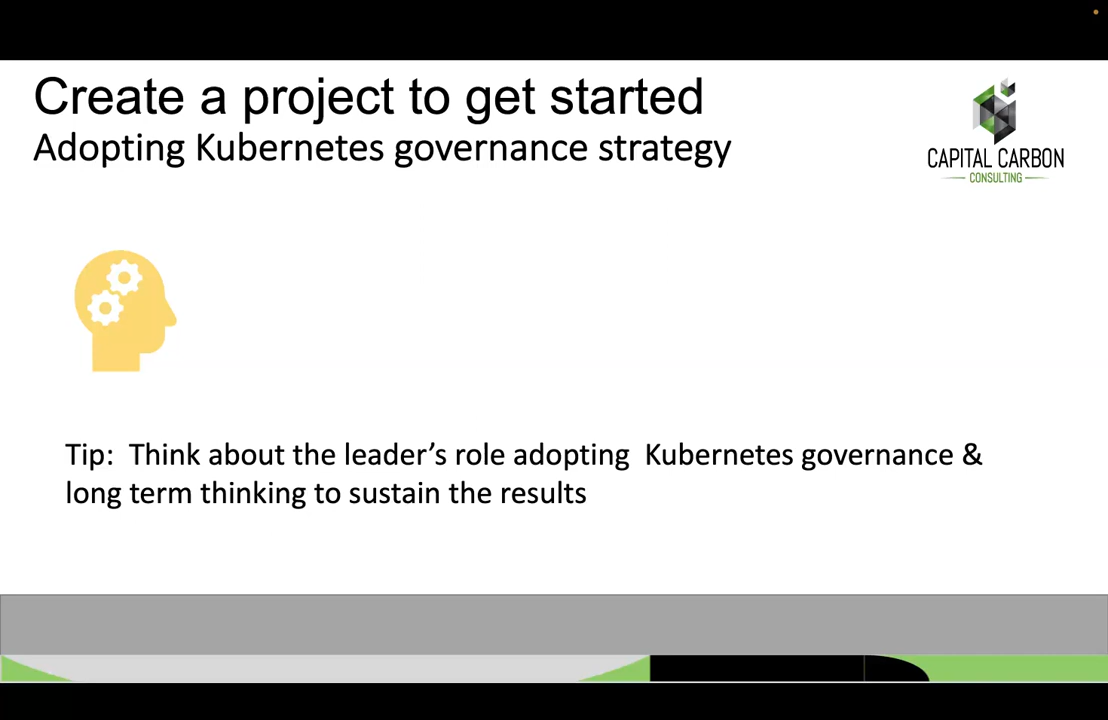 Create a project to get started
Adopting Kubernetes governance strategy
CAPITAL CARBON
CONSULTING
Tip:  Think about the leader’s role adopting  Kubernetes governance &
long term thinking to sustain the results